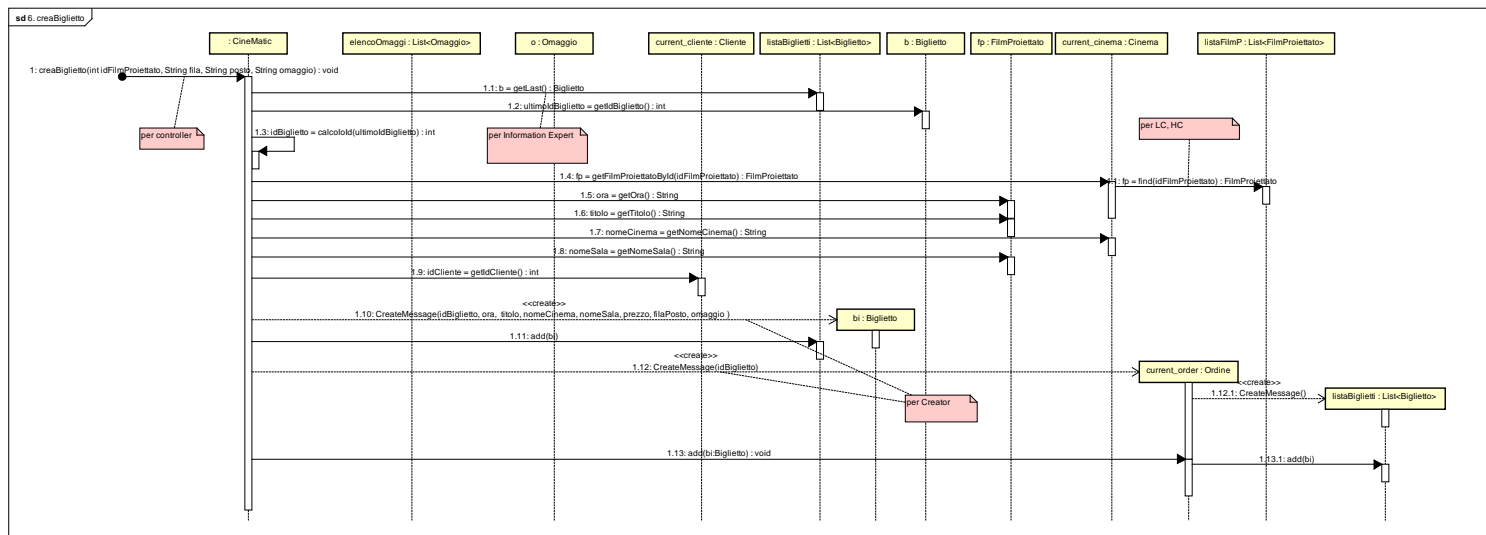 sd 6. creaBiglietto
: CineMatic
elencoOmaggi : List<Omaggio>
o : Omaggio
current_cliente : Cliente
listaBiglietti : List<Biglietto>
b : Biglietto
fp : FilmProiettato
current_cinema : Cinema
listaFilmP : List<FilmProiettato>
1: creaBiglietto(int idFilmProiettato, String fila, String posto, String omaggio) : void
1.1: b = getLast() : Biglietto
1.2: ultimoIdBiglietto = getIdBiglietto() : int
per controller
1.3: idBiglietto = calcoloId(ultimoIdBiglietto) : int
per Information Expert
per LC, HC
1.4: fp = getFilmProiettatoById(idFilmProiettato) : FilmProiettato
: fp = find(idFilmProiettato) : FilmProiettato
1.5: ora = getOra() : String
1.6: titolo = getTitolo() : String
1.7: nomeCinema = getNomeCinema() : String
1.8: nomeSala = getNomeSala() : String
1.9: idCliente = getIdCliente() : int
<<create>>
1.10: CreateMessage(idBiglietto, ora, titolo, nomeCinema, nomeSala, prezzo, filaPosto, omaggio )
bi : Biglietto
1.11: add(bi)
<<create>>
1.12: CreateMessage(idBiglietto)
current_order : Ordine
<<create>>
1.12.1: CreateMessage()
listaBiglietti : List<Biglietto>
per Creator
1.13: add(bi:Biglietto) : void
1.13.1: add(bi)